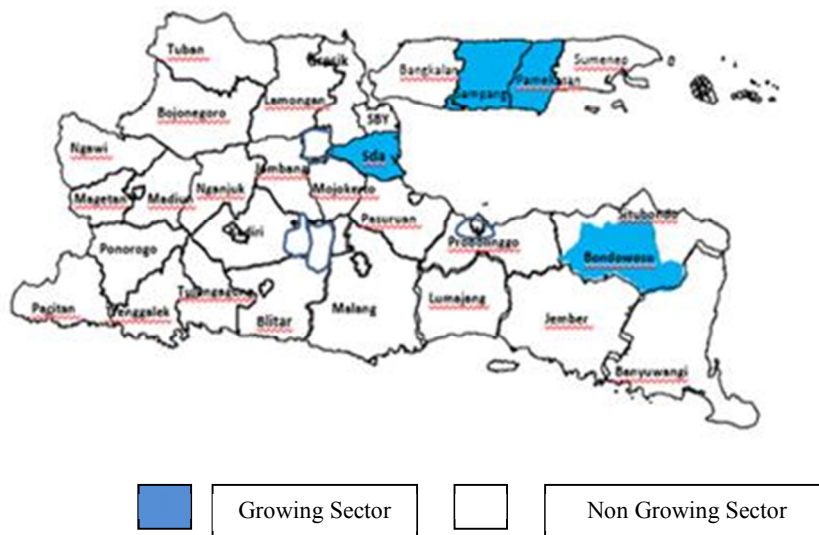 Tuban
Gresik
Bangkalan
Sumenep
Pamekasan
Sampang
Lamongan
Bojonegoro
SBY
Ngawi
Sda
Jombang
Magetan
Madiun
Nganjuk
Mojokerto
Pasuruan
Situbondo
Ponorogo
Probolinggo
Bondowoso
Pacitan
Trenggalek
Tulungagung
Blitar
Malang
Lumajang
Jember
Banyuwangi
Growing Sector
Non Growing Sector